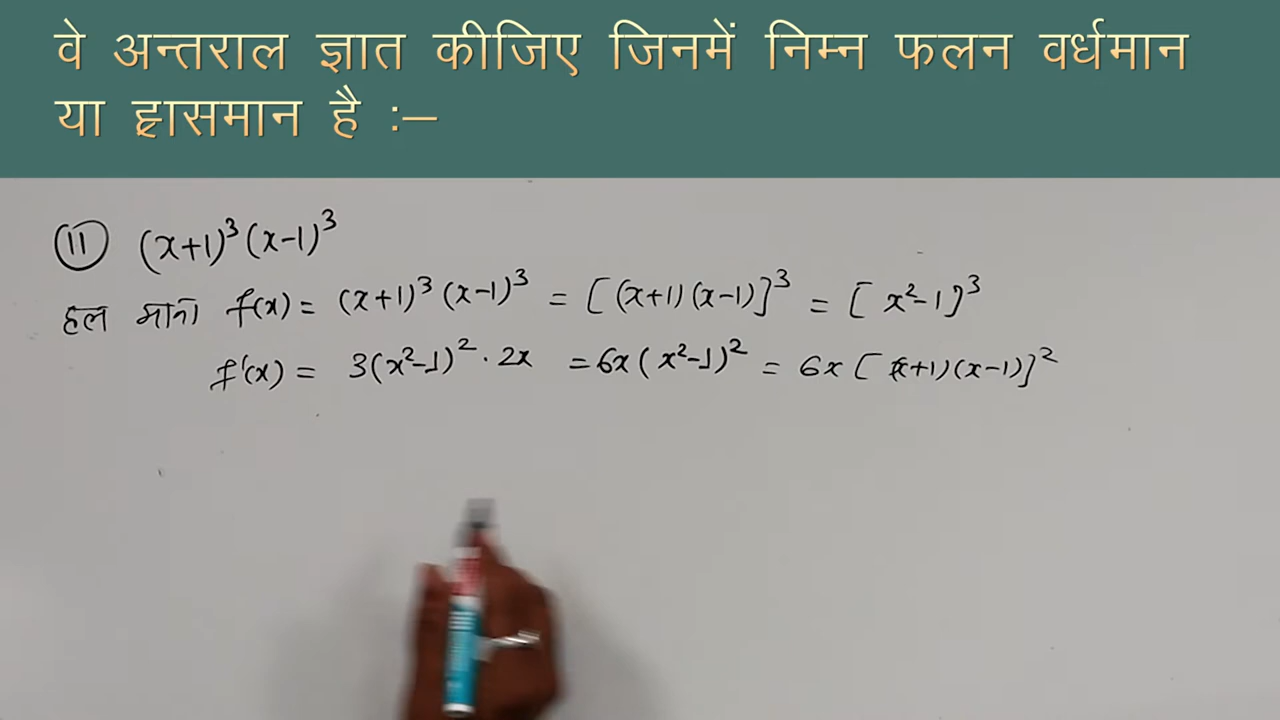 वे अन्तराल ज्ञात कीजिए जिनमें निम्न फलन वर्धमान
या ह्रासमान है :–
(11) (x+1)³(x-1)³
हल माना f(x) = (x+1)³(x-1)³ = [(x+1)(x-1)]³ = [x²-1]³
f'(x) = 3(x²-1)²·2x = 6x(x²-1)² = 6x[(x+1)(x-1)]²